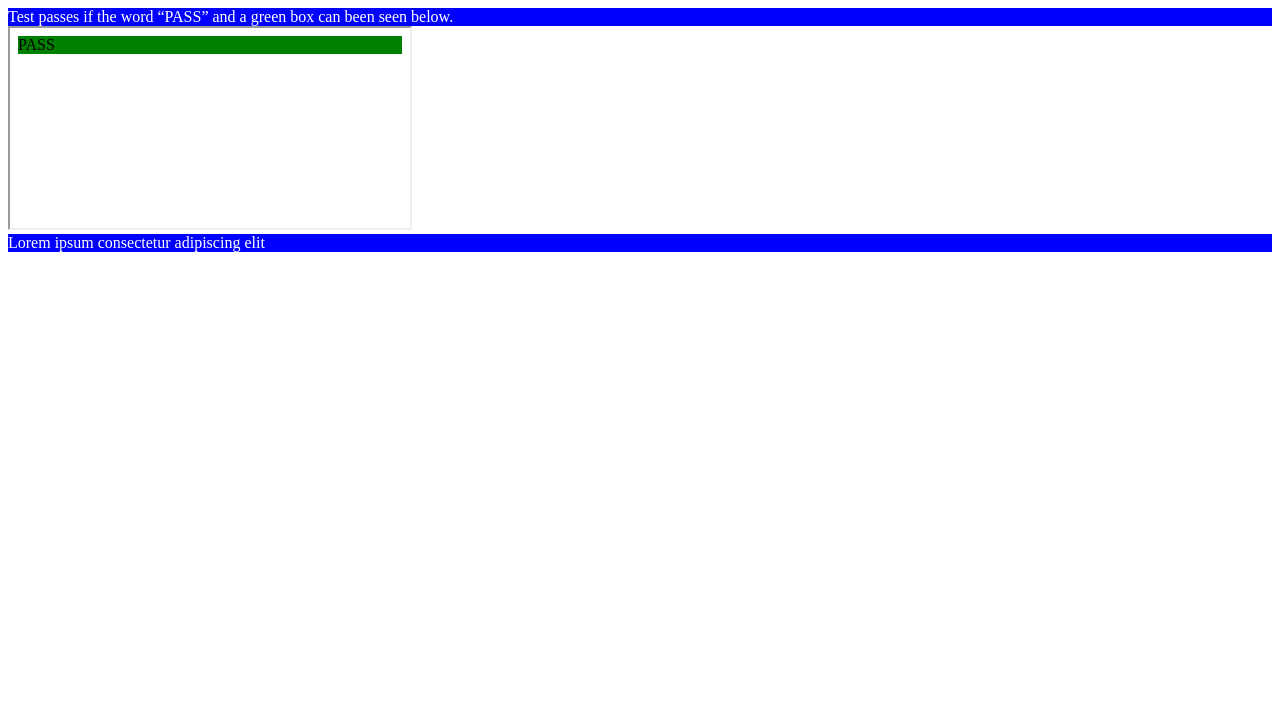 Test passes if the word “PASS” and a green box can been seen below.
PASS
Lorem ipsum consectetur adipiscing elit